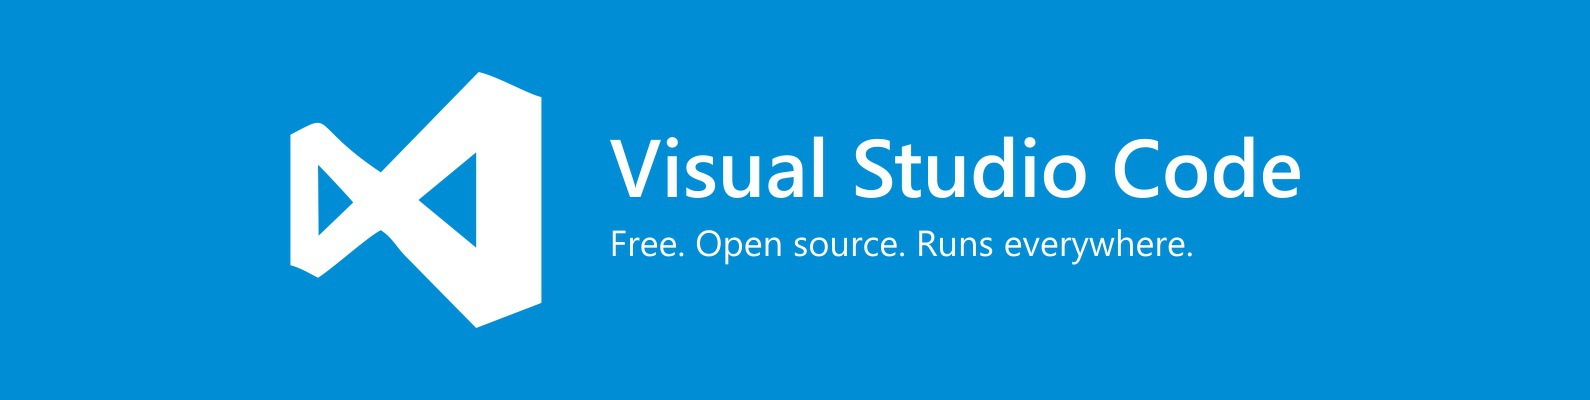 Visual Studio Code
Free. Open source. Runs everywhere.